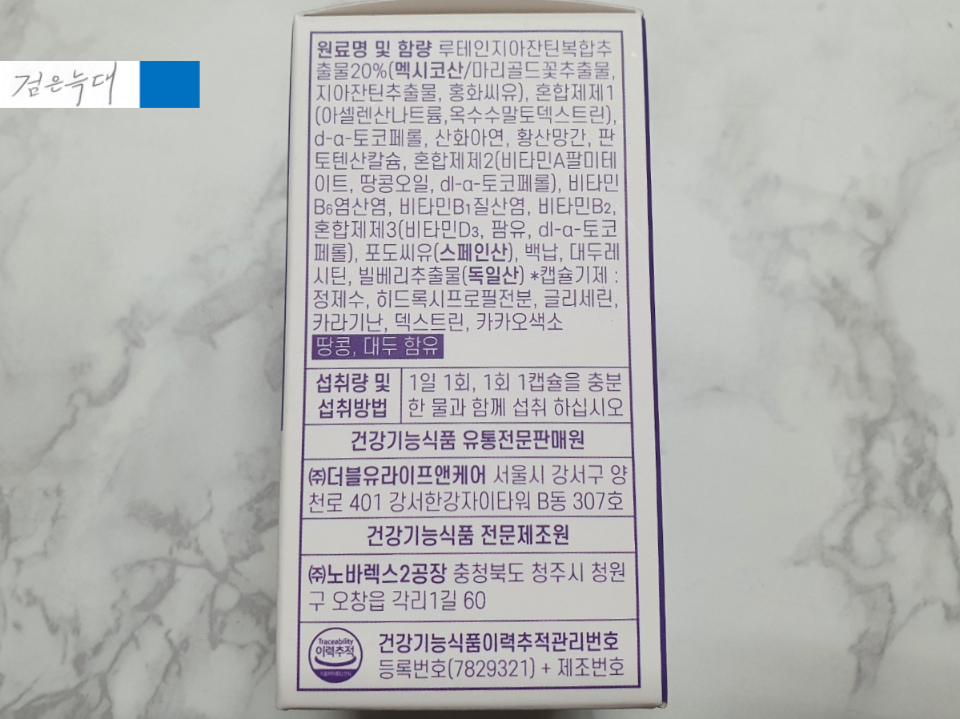 검은늑대
원료명 및 함량 루테인지아잔틴복합추
출물20%(멕시코산/마리골드꽃추출물,
지아잔틴추출물, 홍화씨유), 혼합제제1
(아셀렌산나트륨,옥수수말토덱스트린),
d-α-토코페롤, 산화아연, 황산망간, 판
토텐산칼슘, 혼합제제2(비타민A팔미테
이트, 땅콩오일, dl-α-토코페롤), 비타민
B6염산염, 비타민B1질산염, 비타민B2,
혼합제제3(비타민D3, 팜유, dl-α-토코
페롤), 포도씨유(스페인산), 백납, 대두레
시틴, 빌베리추출물(독일산) *캡슐기제 :
정제수, 히드록시프로필전분, 글리세린,
카라기난, 덱스트린, 카카오색소
땅콩, 대두 함유
섭취량 및 1일 1회, 1회 1캡슐을 충분
섭취방법 한 물과 함께 섭취 하십시오
건강기능식품 유통전문판매원
㈜더블유라이프앤케어 서울시 강서구 양
천로 401 강서한강자이타워 B동 307호
건강기능식품 전문제조원
㈜노바렉스2공장 충청북도 청주시 청원
구 오창읍 각리1길 60
Traceability
이력추적
건강기능식품이력추적관리번호
등록번호(7829321) + 제조번호